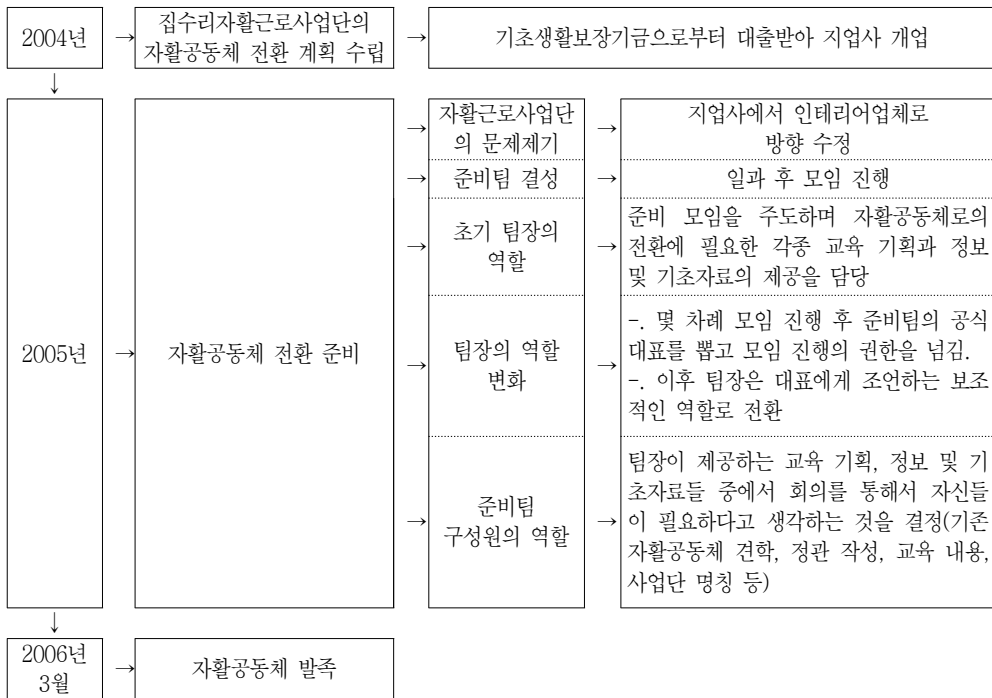 2004년
→
집수리자활근로사업단의
자활공동체 전환 계획 수립
→
기초생활보장기금으로부터 대출받아 지업사 개업
↓
2005년
→
자활공동체 전환 준비
→
자활근로사업단
의 문제제기
→
지업사에서 인테리어업체로
방향 수정
→
준비팀 결성
→
일과 후 모임 진행
→
초기 팀장의
역할
→
준비 모임을 주도하며 자활공동체로의
전환에 필요한 각종 교육 기획과 정보
및 기초자료의 제공을 담당
→
팀장의 역할
변화
→
-. 몇 차례 모임 진행 후 준비팀의 공식
대표를 뽑고 모임 진행의 권한을 넘김.
-. 이후 팀장은 대표에게 조언하는 보조
적인 역할로 전환
→
준비팀
구성원의 역할
→
팀장이 제공하는 교육 기획, 정보 및 기
초자료들 중에서 회의를 통해서 자신들
이 필요하다고 생각하는 것을 결정(기존
자활공동체 견학, 정관 작성, 교육 내용,
사업단 명칭 등)
↓
2006년
3월
→
자활공동체 발족